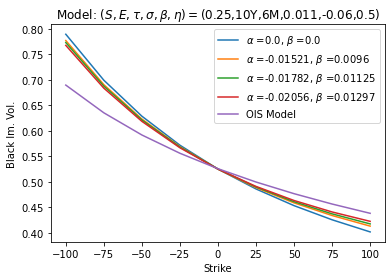 Model: (S, E, τ, σ, β, η) = (0.25,10Y,6M,0.011,-0.06,0.5)
0.80
0.75
0.70
0.65
0.60
0.55
0.50
0.45
0.40
Black Im. Vol.
α =0.0, β =0.0
α =-0.01521, β =0.0096
α =-0.01782, β =0.01125
α =-0.02056, β =0.01297
OIS Model
−100 −75 −50 −25 0 25 50 75 100
Strike